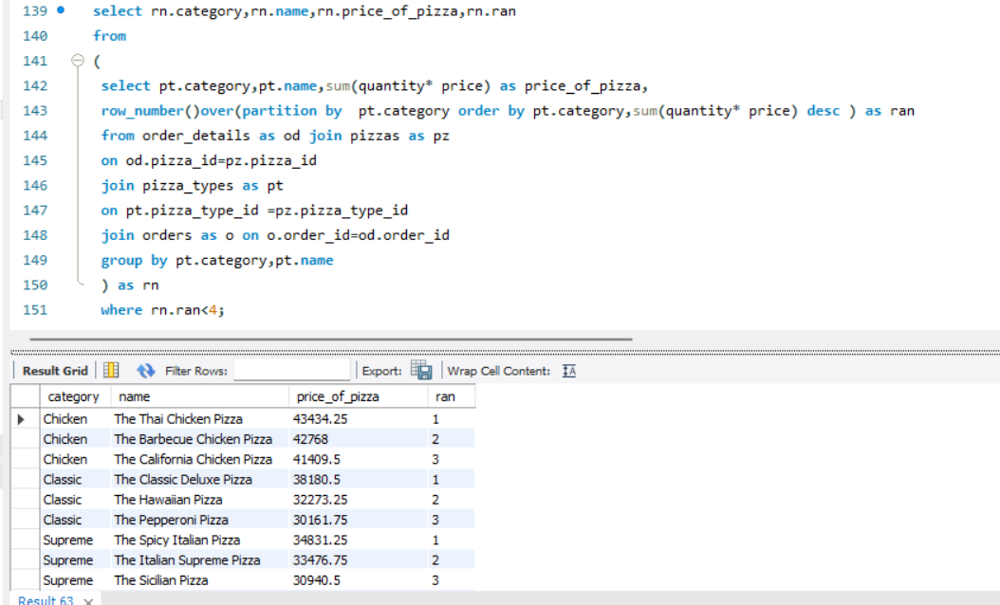 139 select rn.category,rn.name,rn.price_of_pizza,rn.ran
140 from
141 (
142 select pt.category,pt.name,sum(quantity* price) as price_of_pizza,
143 row_number()over(partition by  pt.category order by pt.category,sum(quantity* price) desc ) as ran
144 from order_details as od join pizzas as pz
145 on od.pizza_id=pz.pizza_id
146 join pizza_types as pt
147 on pt.pizza_type_id =pz.pizza_type_id
148 join orders as o on o.order_id=od.order_id
149 group by pt.category,pt.name
150 ) as rn
151 where rn.ran<4;
Result Grid Filter Rows: Export: Wrap Cell Content: IA
category name price_of_pizza ran
Chicken The Thai Chicken Pizza 43434.25 1
Chicken The Barbecue Chicken Pizza 42768 2
Chicken The California Chicken Pizza 41409.5 3
Classic The Classic Deluxe Pizza 38180.5 1
Classic The Hawaiian Pizza 32273.25 2
Classic The Pepperoni Pizza 30161.75 3
Supreme The Spicy Italian Pizza 34831.25 1
Supreme The Italian Supreme Pizza 33476.75 2
Supreme The Sicilian Pizza 30940.5 3
Result 63 ×